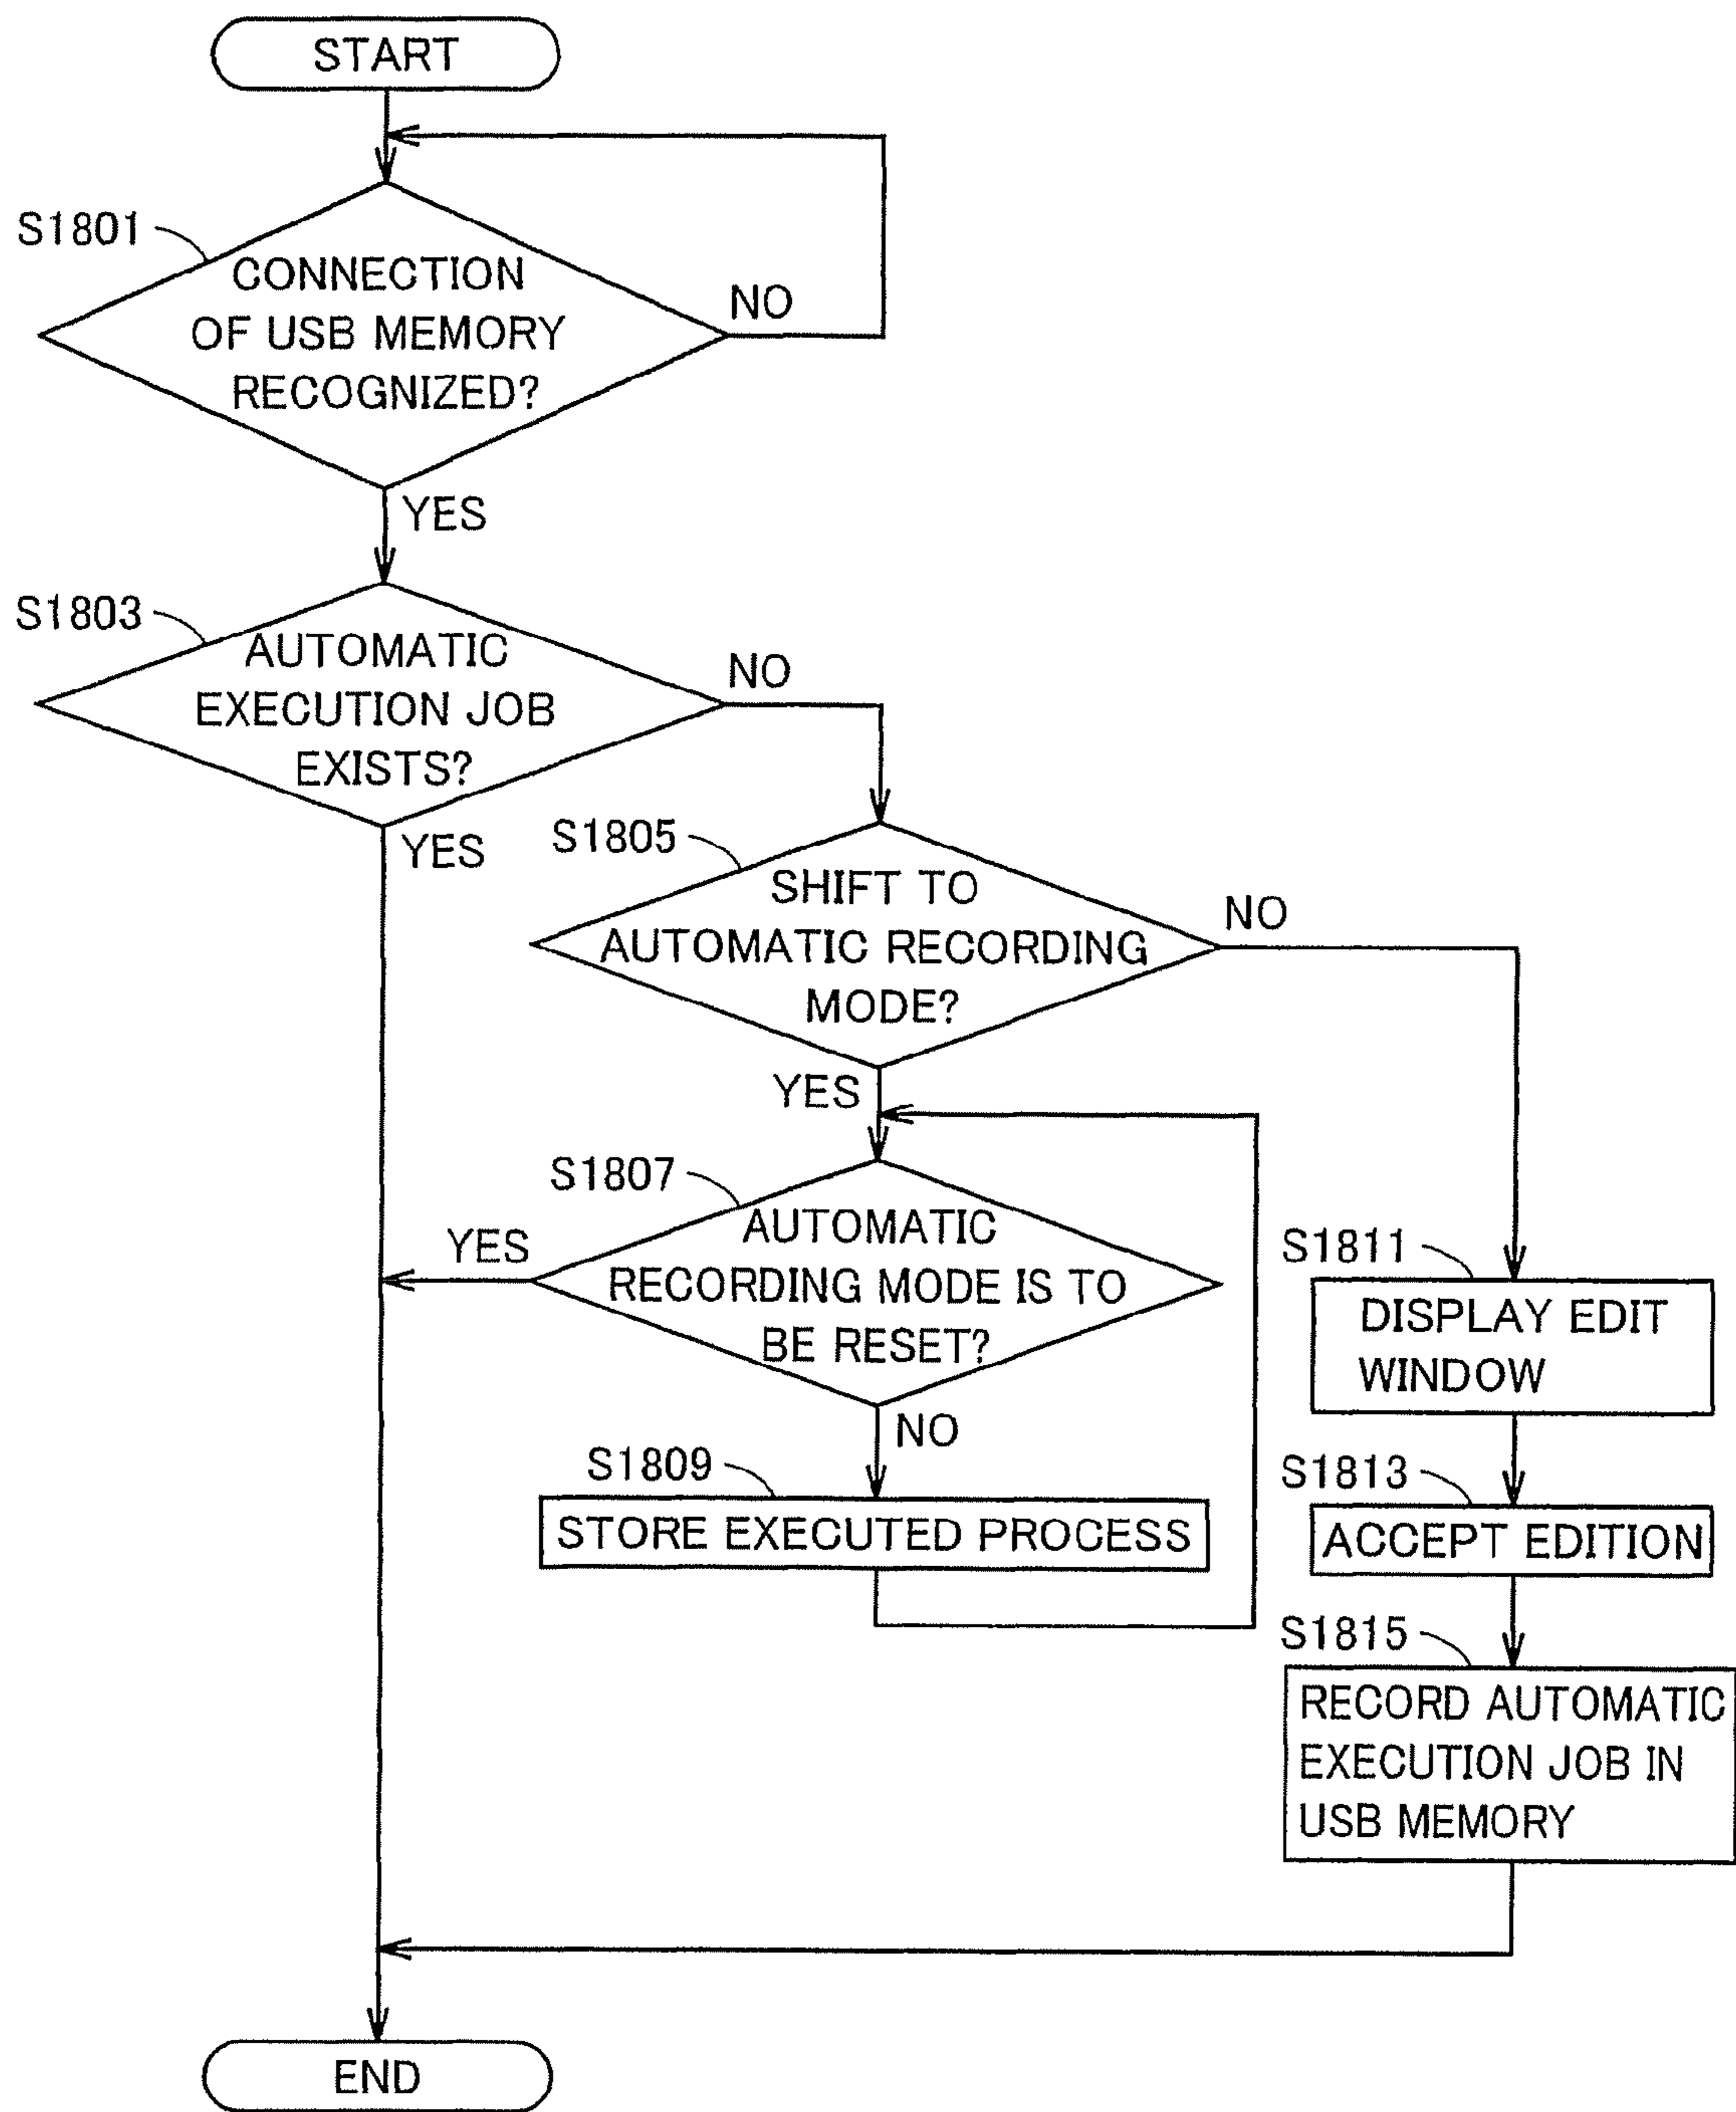 START
S1801
CONNECTION
OF USB MEMORY
RECOGNIZED?
NO
YES
S1803
AUTOMATIC
EXECUTION JOB
EXISTS?
NO
YES
S1805
SHIFT TO
AUTOMATIC RECORDING
MODE?
NO
YES
S1807
AUTOMATIC
RECORDING MODE IS TO
BE RESET?
YES
NO
S1809
STORE EXECUTED PROCESS
S1811
DISPLAY EDIT
WINDOW
S1813
ACCEPT EDITION
S1815
RECORD AUTOMATIC
EXECUTION JOB IN
USB MEMORY
END